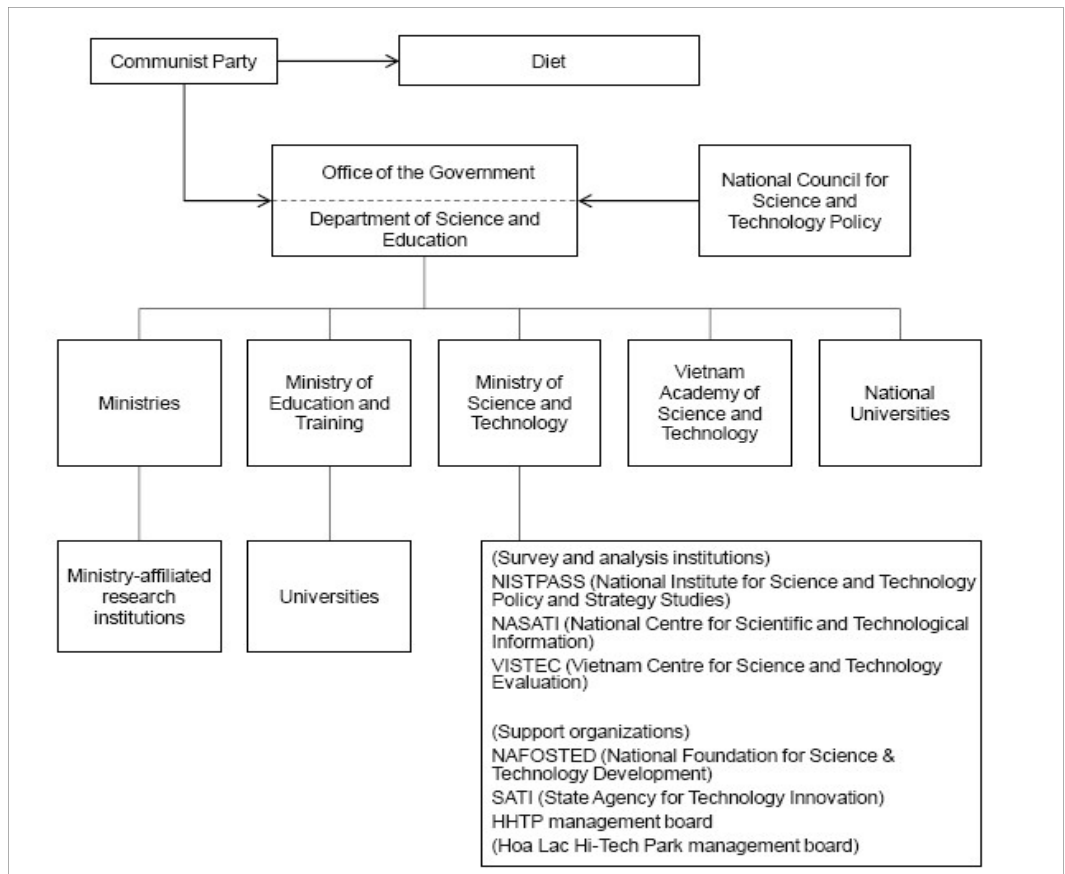 Communist Party
Diet
Office of the Government
Department of Science and
Education
National Council for
Science and
Technology Policy
Ministries
Ministry of
Education and
Training
Ministry of
Science and
Technology
Vietnam
Academy of
Science and
Technology
National
Universities
Ministry-affiliated
research
institutions
Universities
(Survey and analysis institutions)
NISTPASS (National Institute for Science and Technology
Policy and Strategy Studies)
NASATI (National Centre for Scientific and Technological
Information)
VISTEC (Vietnam Centre for Science and Technology
Evaluation)
(Support organizations)
NAFOSTED (National Foundation for Science &
Technology Development)
SATI (State Agency for Technology Innovation)
HHTP management board
(Hoa Lac Hi-Tech Park management board)